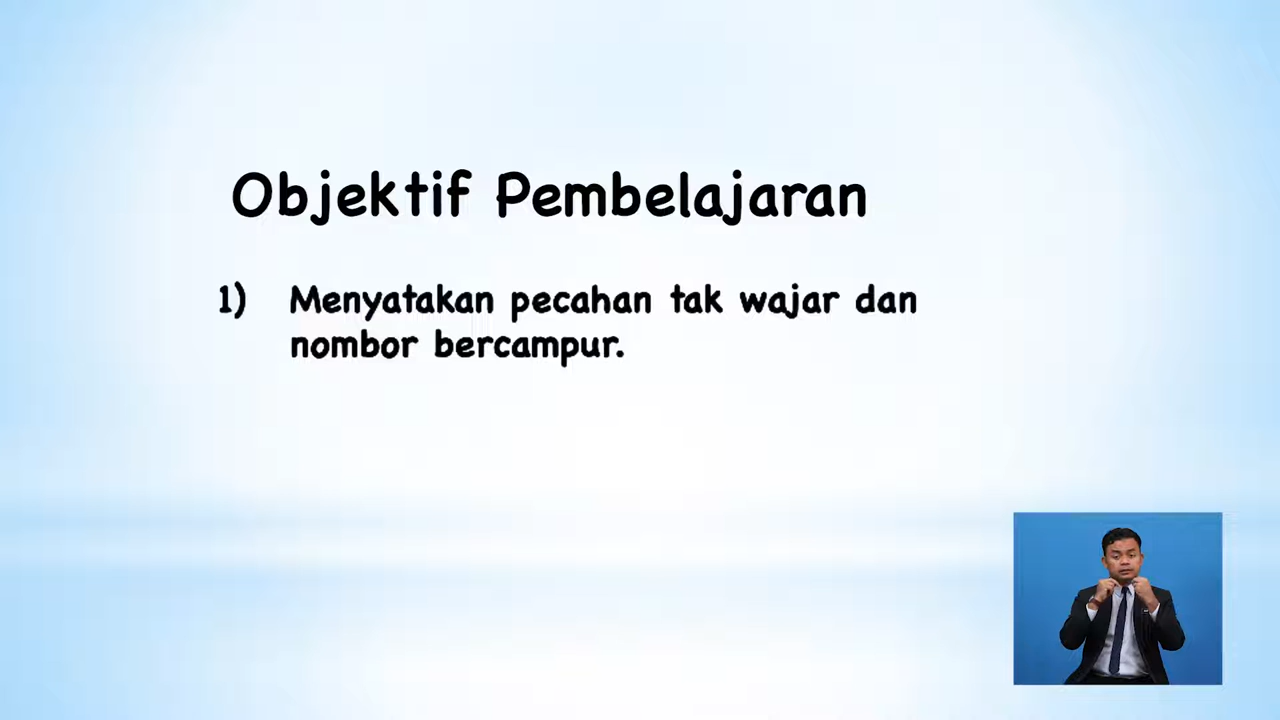 Objektif Pembelajaran
1) Menyatakan pecahan tak wajar dan
nombor bercampur.